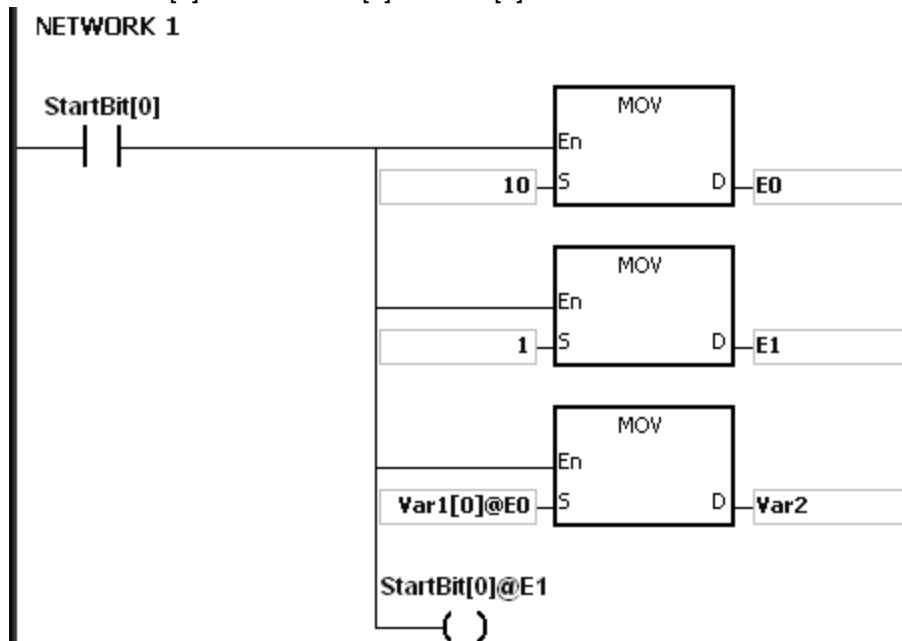 NETWORK 1
StartBit[0]
MOV
En
10 S D E0
MOV
En
1 S D E1
MOV
En
Var1[0]@E0 S D Var2
StartBit[0]@E1